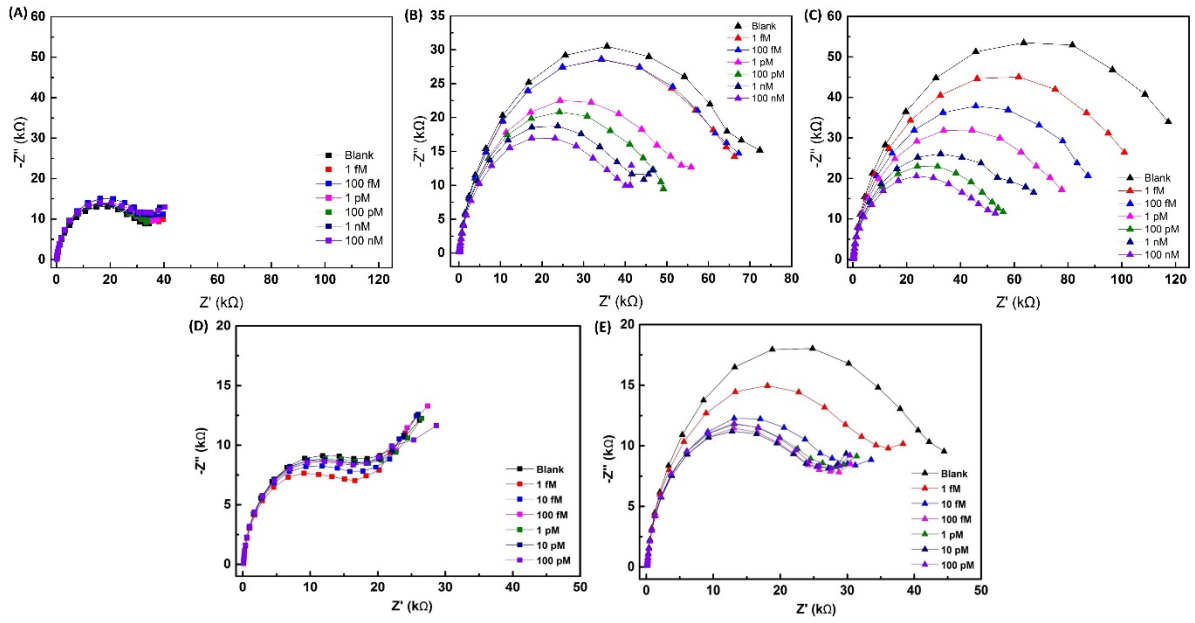 (A)
60
50
40
30
20
10
0
-Z'' (kΩ)
Blank
1 fM
100 fM
1 pM
100 pM
1 nM
100 nM
0 20 40 60 80 100 120
Z' (kΩ)
(B)
35
30
25
20
15
10
5
0
-Z'' (kΩ)
Blank
1 fM
100 fM
1 pM
100 pM
1 nM
100 nM
0 10 20 30 40 50 60 70 80
Z' (kΩ)
(C)
60
50
40
30
20
10
0
-Z'' (kΩ)
Blank
1 fM
100 fM
1 pM
100 pM
1 nM
100 nM
0 20 40 60 80 100 120
Z' (kΩ)
(D)
20
15
10
5
0
-Z'' (kΩ)
Blank
1 fM
10 fM
100 fM
1 pM
10 pM
100 pM
0 10 20 30 40 50
Z' (kΩ)
(E)
20
15
10
5
0
-Z'' (kΩ)
Blank
1 fM
10 fM
100 fM
1 pM
10 pM
100 pM
0 10 20 30 40 50
Z' (kΩ)